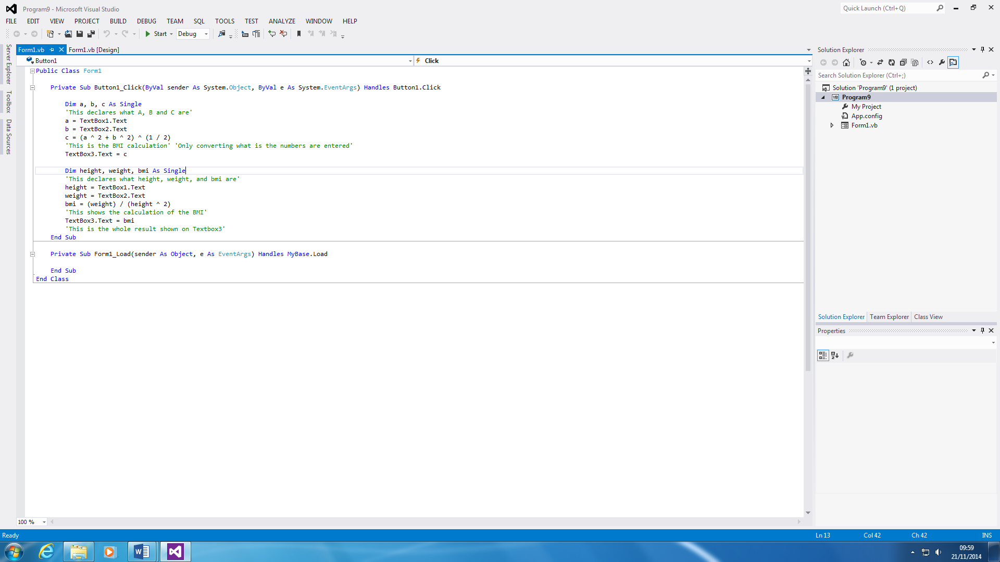 Program9 - Microsoft Visual Studio
Quick Launch (Ctrl+Q)
FILE EDIT VIEW PROJECT BUILD DEBUG TEAM SQL TOOLS TEST ANALYZE WINDOW HELP
Start Debug
Server Explorer
Toolbox
Data Sources
Form1.vb Form1.vb [Design]
Button1 Click
Public Class Form1
Private Sub Button1_Click(ByVal sender As System.Object, ByVal e As System.EventArgs) Handles Button1.Click
Dim a, b, c As Single
'This declares what A, B and C are'
a = TextBox1.Text
b = TextBox2.Text
c = (a ^ 2 + b ^ 2) ^ (1 / 2)
'This is the BMI calculation' 'Only converting what is the numbers are entered'
TextBox3.Text = c
Dim height, weight, bmi As Single
'This declares what height, weight, and bmi are'
height = TextBox1.Text
weight = TextBox2.Text
bmi = (weight) / (height ^ 2)
'This shows the calculation of the BMI'
TextBox3.Text = bmi
'This is the whole result shown on Textbox3'
End Sub
Private Sub Form1_Load(sender As Object, e As EventArgs) Handles MyBase.Load
End Sub
End Class
100 %
Solution Explorer
Search Solution Explorer (Ctrl+;)
Solution 'Program9' (1 project)
VB Program9
My Project
App.config
Form1.vb
Solution Explorer Team Explorer Class View
Properties
Ready Ln 13 Col 42 Ch 42 INS
09:59
21/11/2014